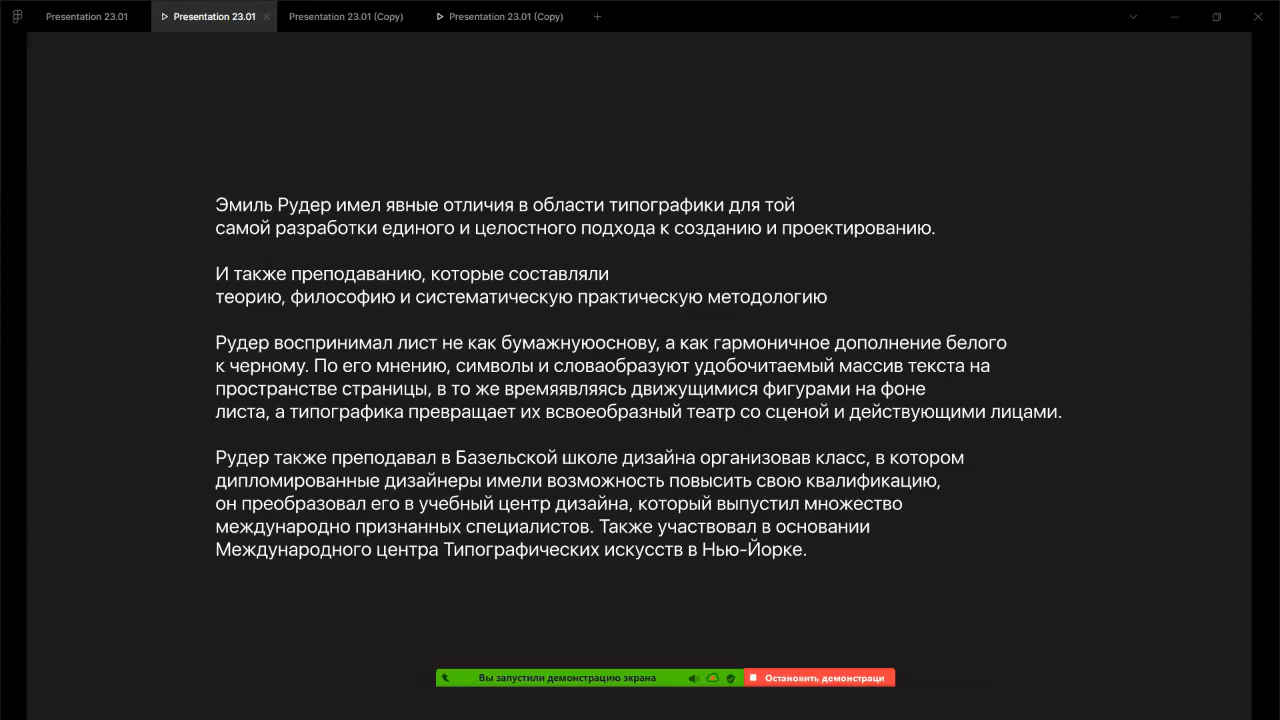 Presentation 23.01
Presentation 23.01
Presentation 23.01 (Copy)
Presentation 23.01 (Copy)
Эмиль Рудер имел явные отличия в области типографики для той
самой разработки единого и целостного подхода к созданию и проектированию.
И также преподаванию, которые составляли
теорию, философию и систематическую практическую методологию
Рудер воспринимал лист не как бумажнуюоснову, а как гармоничное дополнение белого
к черному. По его мнению, символы и словаобразуют удобочитаемый массив текста на
пространстве страницы, в то же времяявляясь движущимися фигурами на фоне
листа, а типографика превращает их всвоеобразный театр со сценой и действующими лицами.
Рудер также преподавал в Базельской школе дизайна организовав класс, в котором
дипломированные дизайнеры имели возможность повысить свою квалификацию,
он преобразовал его в учебный центр дизайна, который выпустил множество
международно признанных специалистов. Также участвовал в основании
Международного центра Типографических искусств в Нью-Йорке.
Вы запустили демонстрацию экрана
Остановить демонстраци